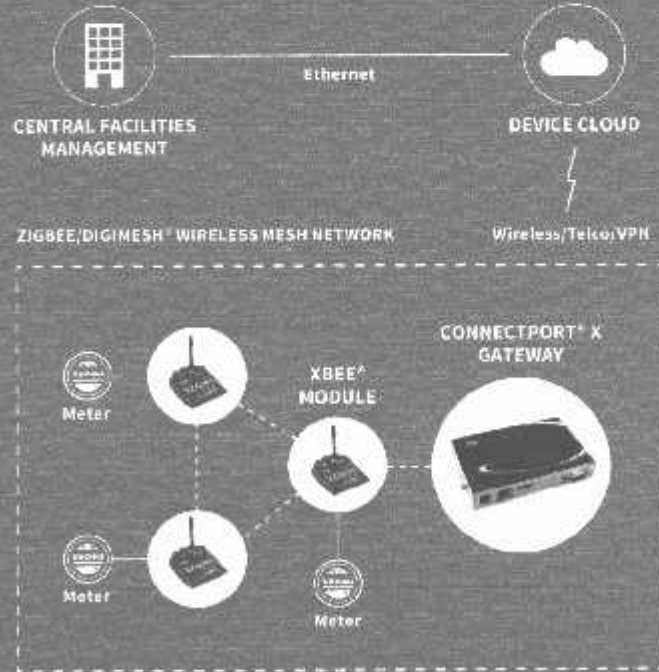 Ethernet
CENTRAL FACILITIES
MANAGEMENT
DEVICE CLOUD
ZIGBEE/DIGIMESH® WIRELESS MESH NETWORK
Wireless/Telco/VPN
CONNECTPORT® X
GATEWAY
XBEE®
MODULE
Meter
Meter
Meter